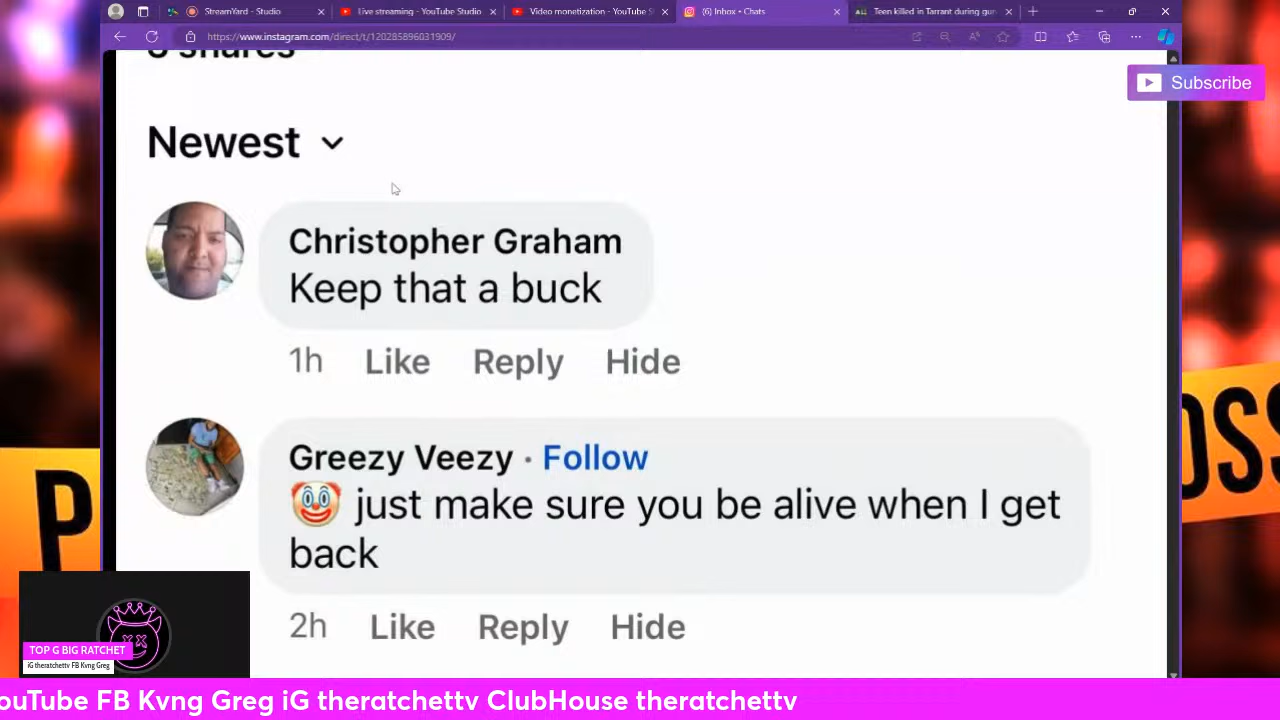 StreamYard - Studio
Live streaming - YouTube Studio
Video monetization - YouTube S
(6) Inbox • Chats
Teen killed in Tarrant during gun
https://www.instagram.com/direct/t/120285896031909/
Subscribe
Newest
Christopher Graham
Keep that a buck
1h Like Reply Hide
Greezy Veezy · Follow
🤡 just make sure you be alive when I get
back
2h Like Reply Hide
TOP G BIG RATCHET
iG theratchettv FB Kvng Greg
ouTube FB Kvng Greg iG theratchettv ClubHouse theratchettv
P
OSS